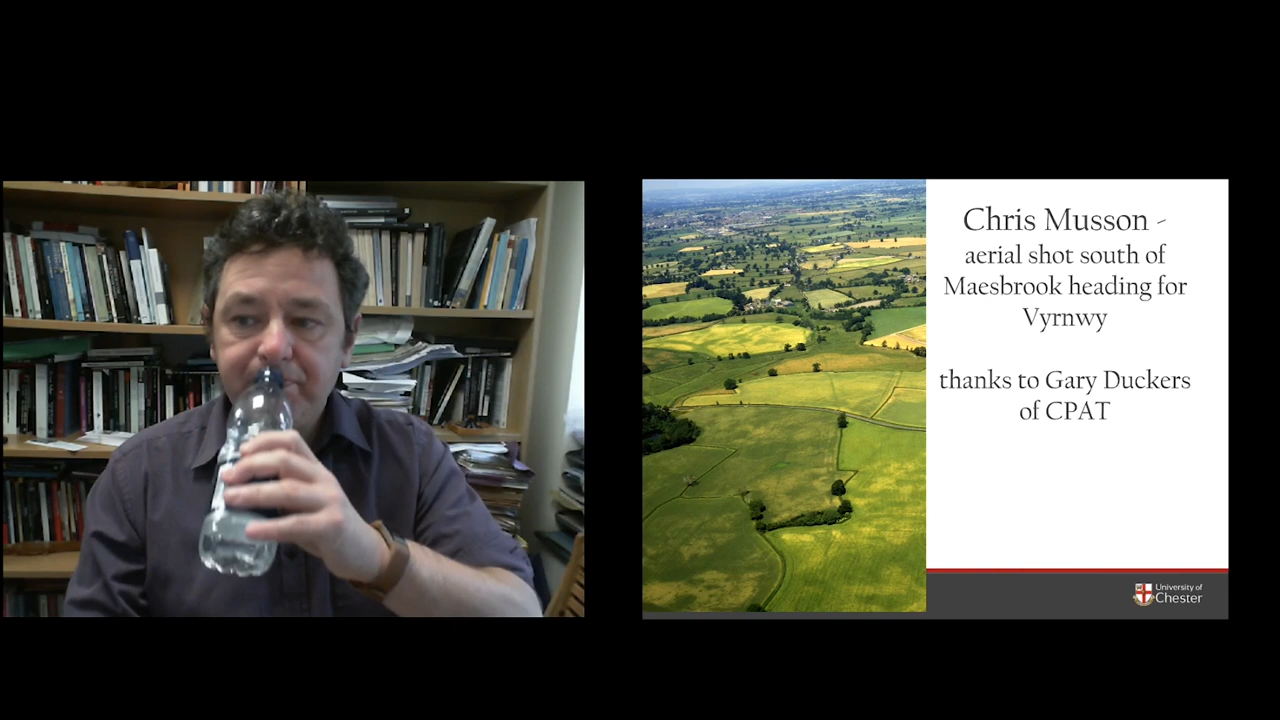 Chris Musson -
aerial shot south of
Maesbrook heading for
Vyrnwy
thanks to Gary Duckers
of CPAT
University of
Chester